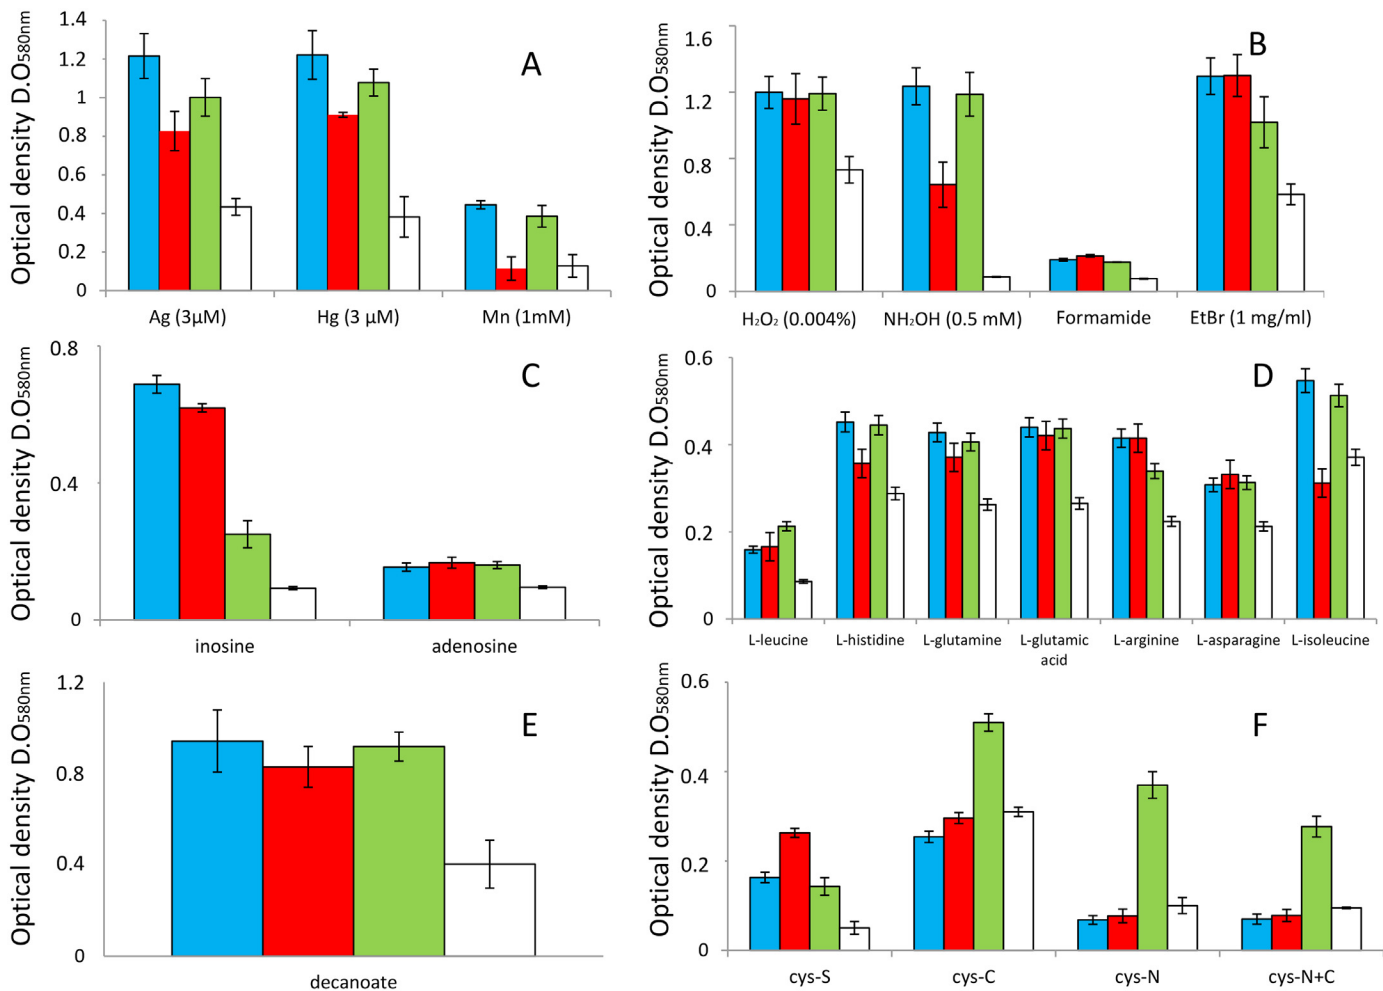 A
Optical density D.O580nm
1.4
1.2
1
0.8
0.6
0.4
0.2
0
Ag (3μM)
Hg (3 μM)
Mn (1mM)
B
Optical density D.O580nm
1.6
1.2
0.8
0.4
0
H₂O₂ (0.004%)
NH₂OH (0.5 mM)
Formamide
EtBr (1 mg/ml)
C
Optical density D.O580nm
0.8
0.4
0
inosine
adenosine
D
Optical density D.O580nm
0.6
0.4
0.2
0
L-leucine
L-histidine
L-glutamine
L-glutamic
acid
L-arginine
L-asparagine
L-isoleucine
E
Optical density D.O580nm
1.2
0.8
0.4
0
decanoate
F
Optical density D.O580nm
0.6
0.4
0.2
0
cys-S
cys-C
cys-N
cys-N+C